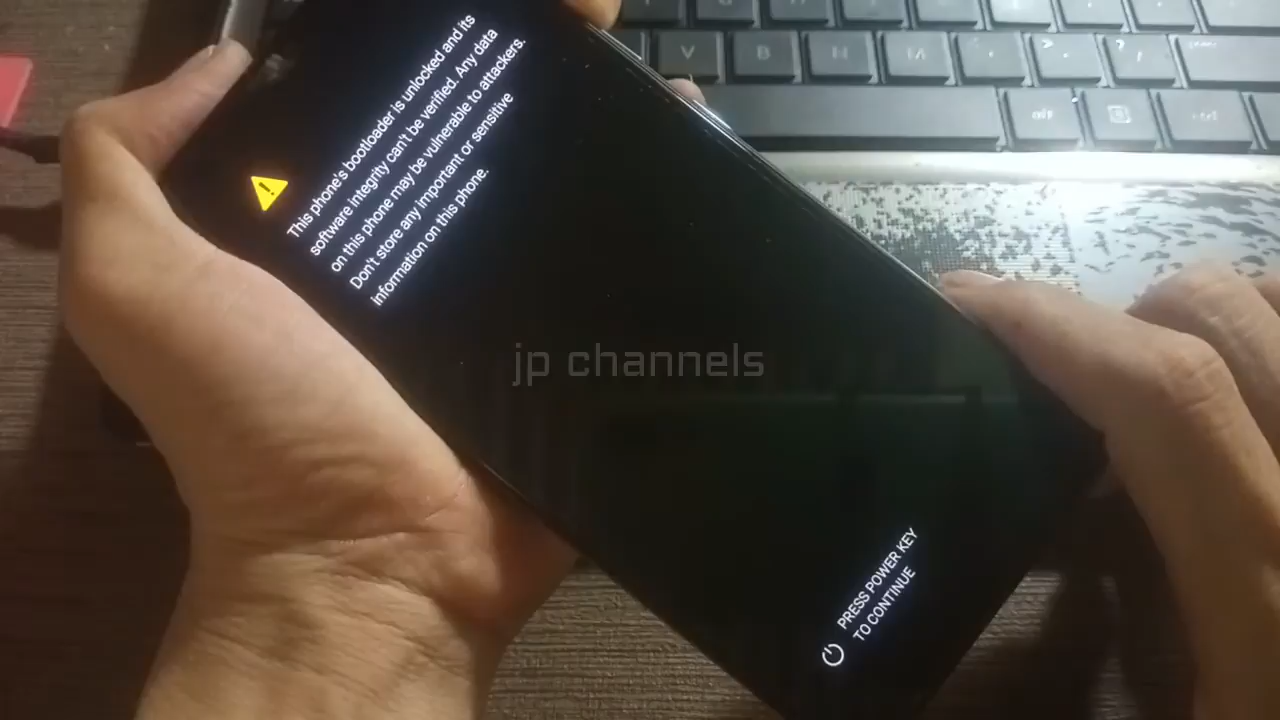 This phone's bootloader is unlocked and its
software integrity can't be verified. Any data
on this phone may be vulnerable to attackers.
Don't store any important or sensitive
information on this phone.
PRESS POWER KEY
TO CONTINUE
jp channels
V B N M